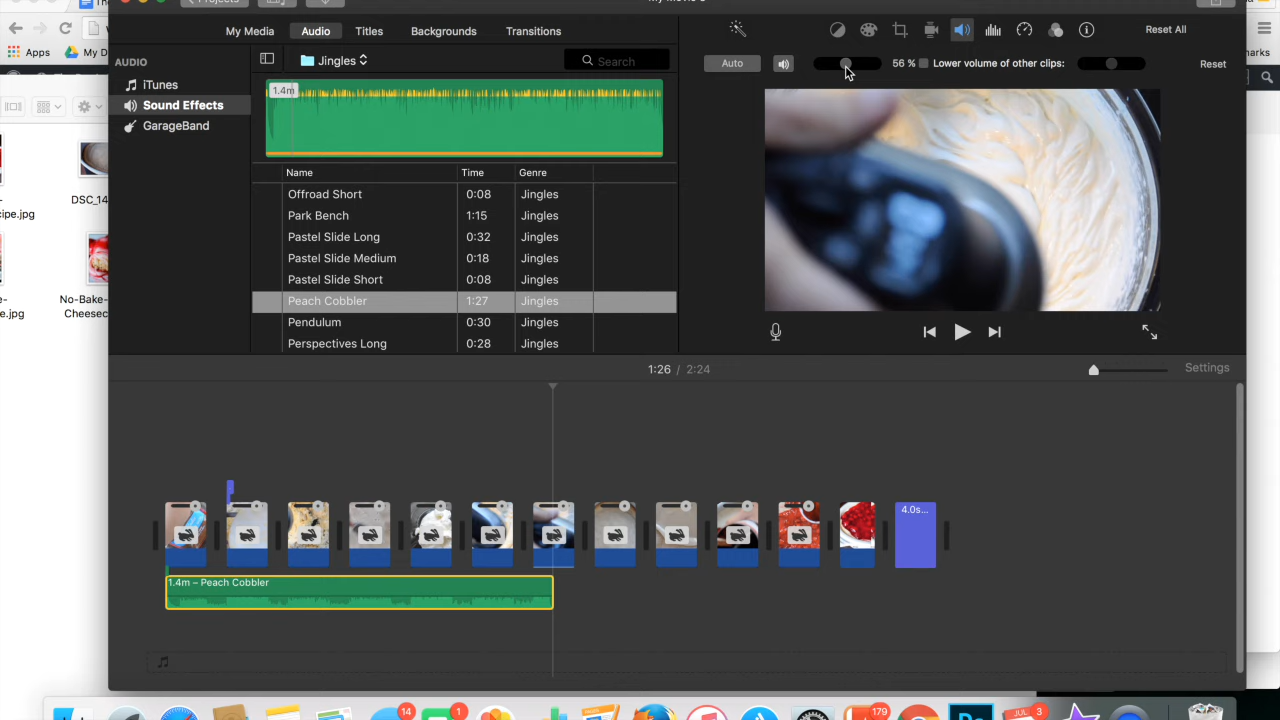 Projects
My Media Audio Titles Backgrounds Transitions
Reset All
Apps
My D
AUDIO
Jingles
Search
Auto
56 %
Lower volume of other clips:
Reset
iTunes
Sound Effects
GarageBand
1.4m
Name Time Genre
Offroad Short 0:08 Jingles
Park Bench 1:15 Jingles
Pastel Slide Long 0:32 Jingles
Pastel Slide Medium 0:18 Jingles
Pastel Slide Short 0:08 Jingles
Peach Cobbler 1:27 Jingles
Pendulum 0:30 Jingles
Perspectives Long 0:28 Jingles
DSC_14
cipe.jpg
No-Bake-
Cheesec
e-
e.jpg
1:26 / 2:24
Settings
4.0s...
1.4m – Peach Cobbler
14
1
179
JUL
3